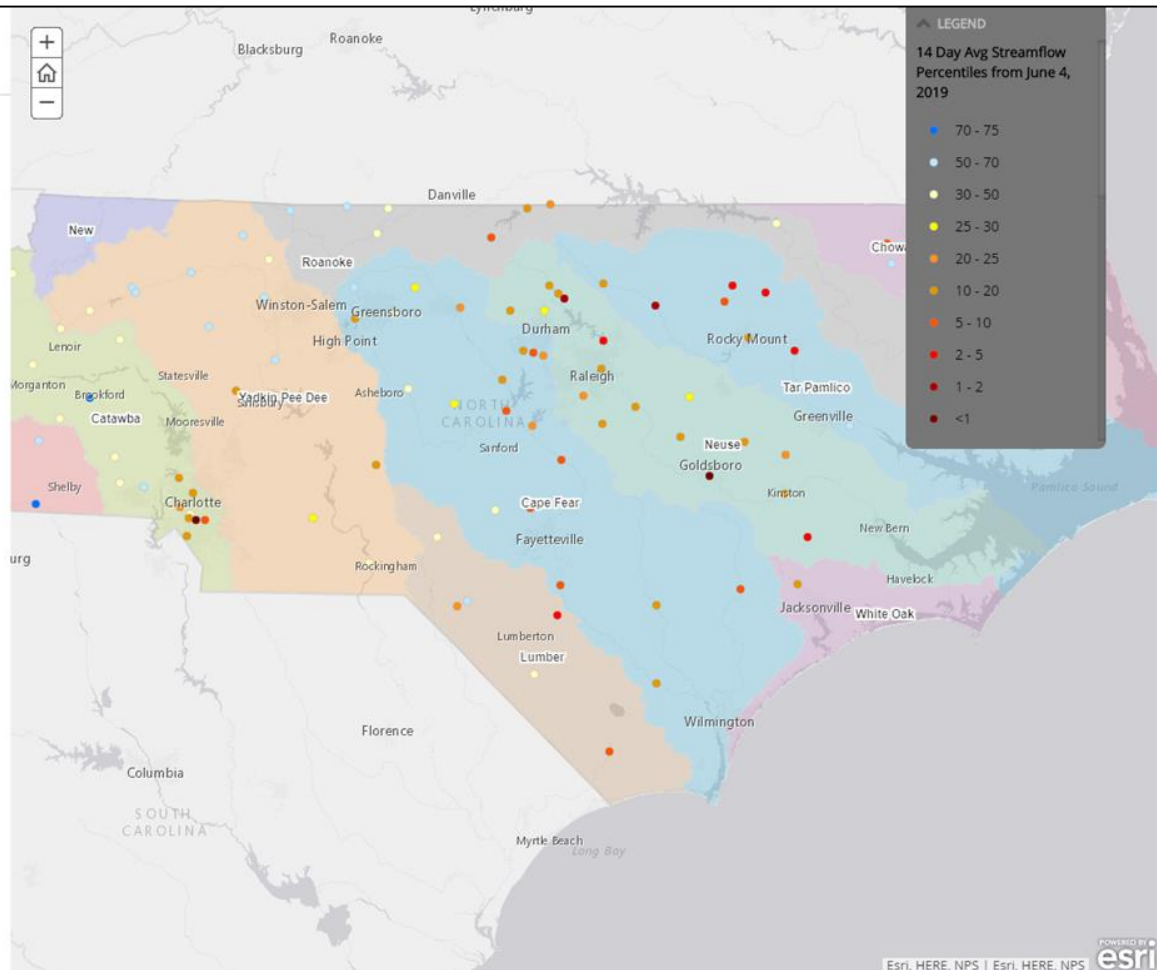 Lynchburg
Roanoke
Blacksburg
+
−
LEGEND
14 Day Avg Streamflow
Percentiles from June 4,
2019
70 - 75
50 - 70
30 - 50
25 - 30
20 - 25
10 - 20
5 - 10
2 - 5
1 - 2
<1
Danville
New
Chowa
Roanoke
Winston-Salem
Greensboro
High Point
Durham
Rocky Mount
Lenoir
Morganton
Brookford
Statesville
Yadkin Pee Dee
Salisbury
Asheboro
Raleigh
Tar Pamlico
NORTH
CAROLINA
Greenville
Catawba
Mooresville
Sanford
Neuse
Goldsboro
Shelby
Charlotte
Cape Fear
Kinston
Pamlico Sound
New Bern
Fayetteville
urg
Rockingham
Havelock
Jacksonville
White Oak
Lumberton
Lumber
Wilmington
Florence
Columbia
SOUTH
CAROLINA
Myrtle Beach
Long Bay
POWERED BY
esri
Esri, HERE, NPS | Esri, HERE, NPS